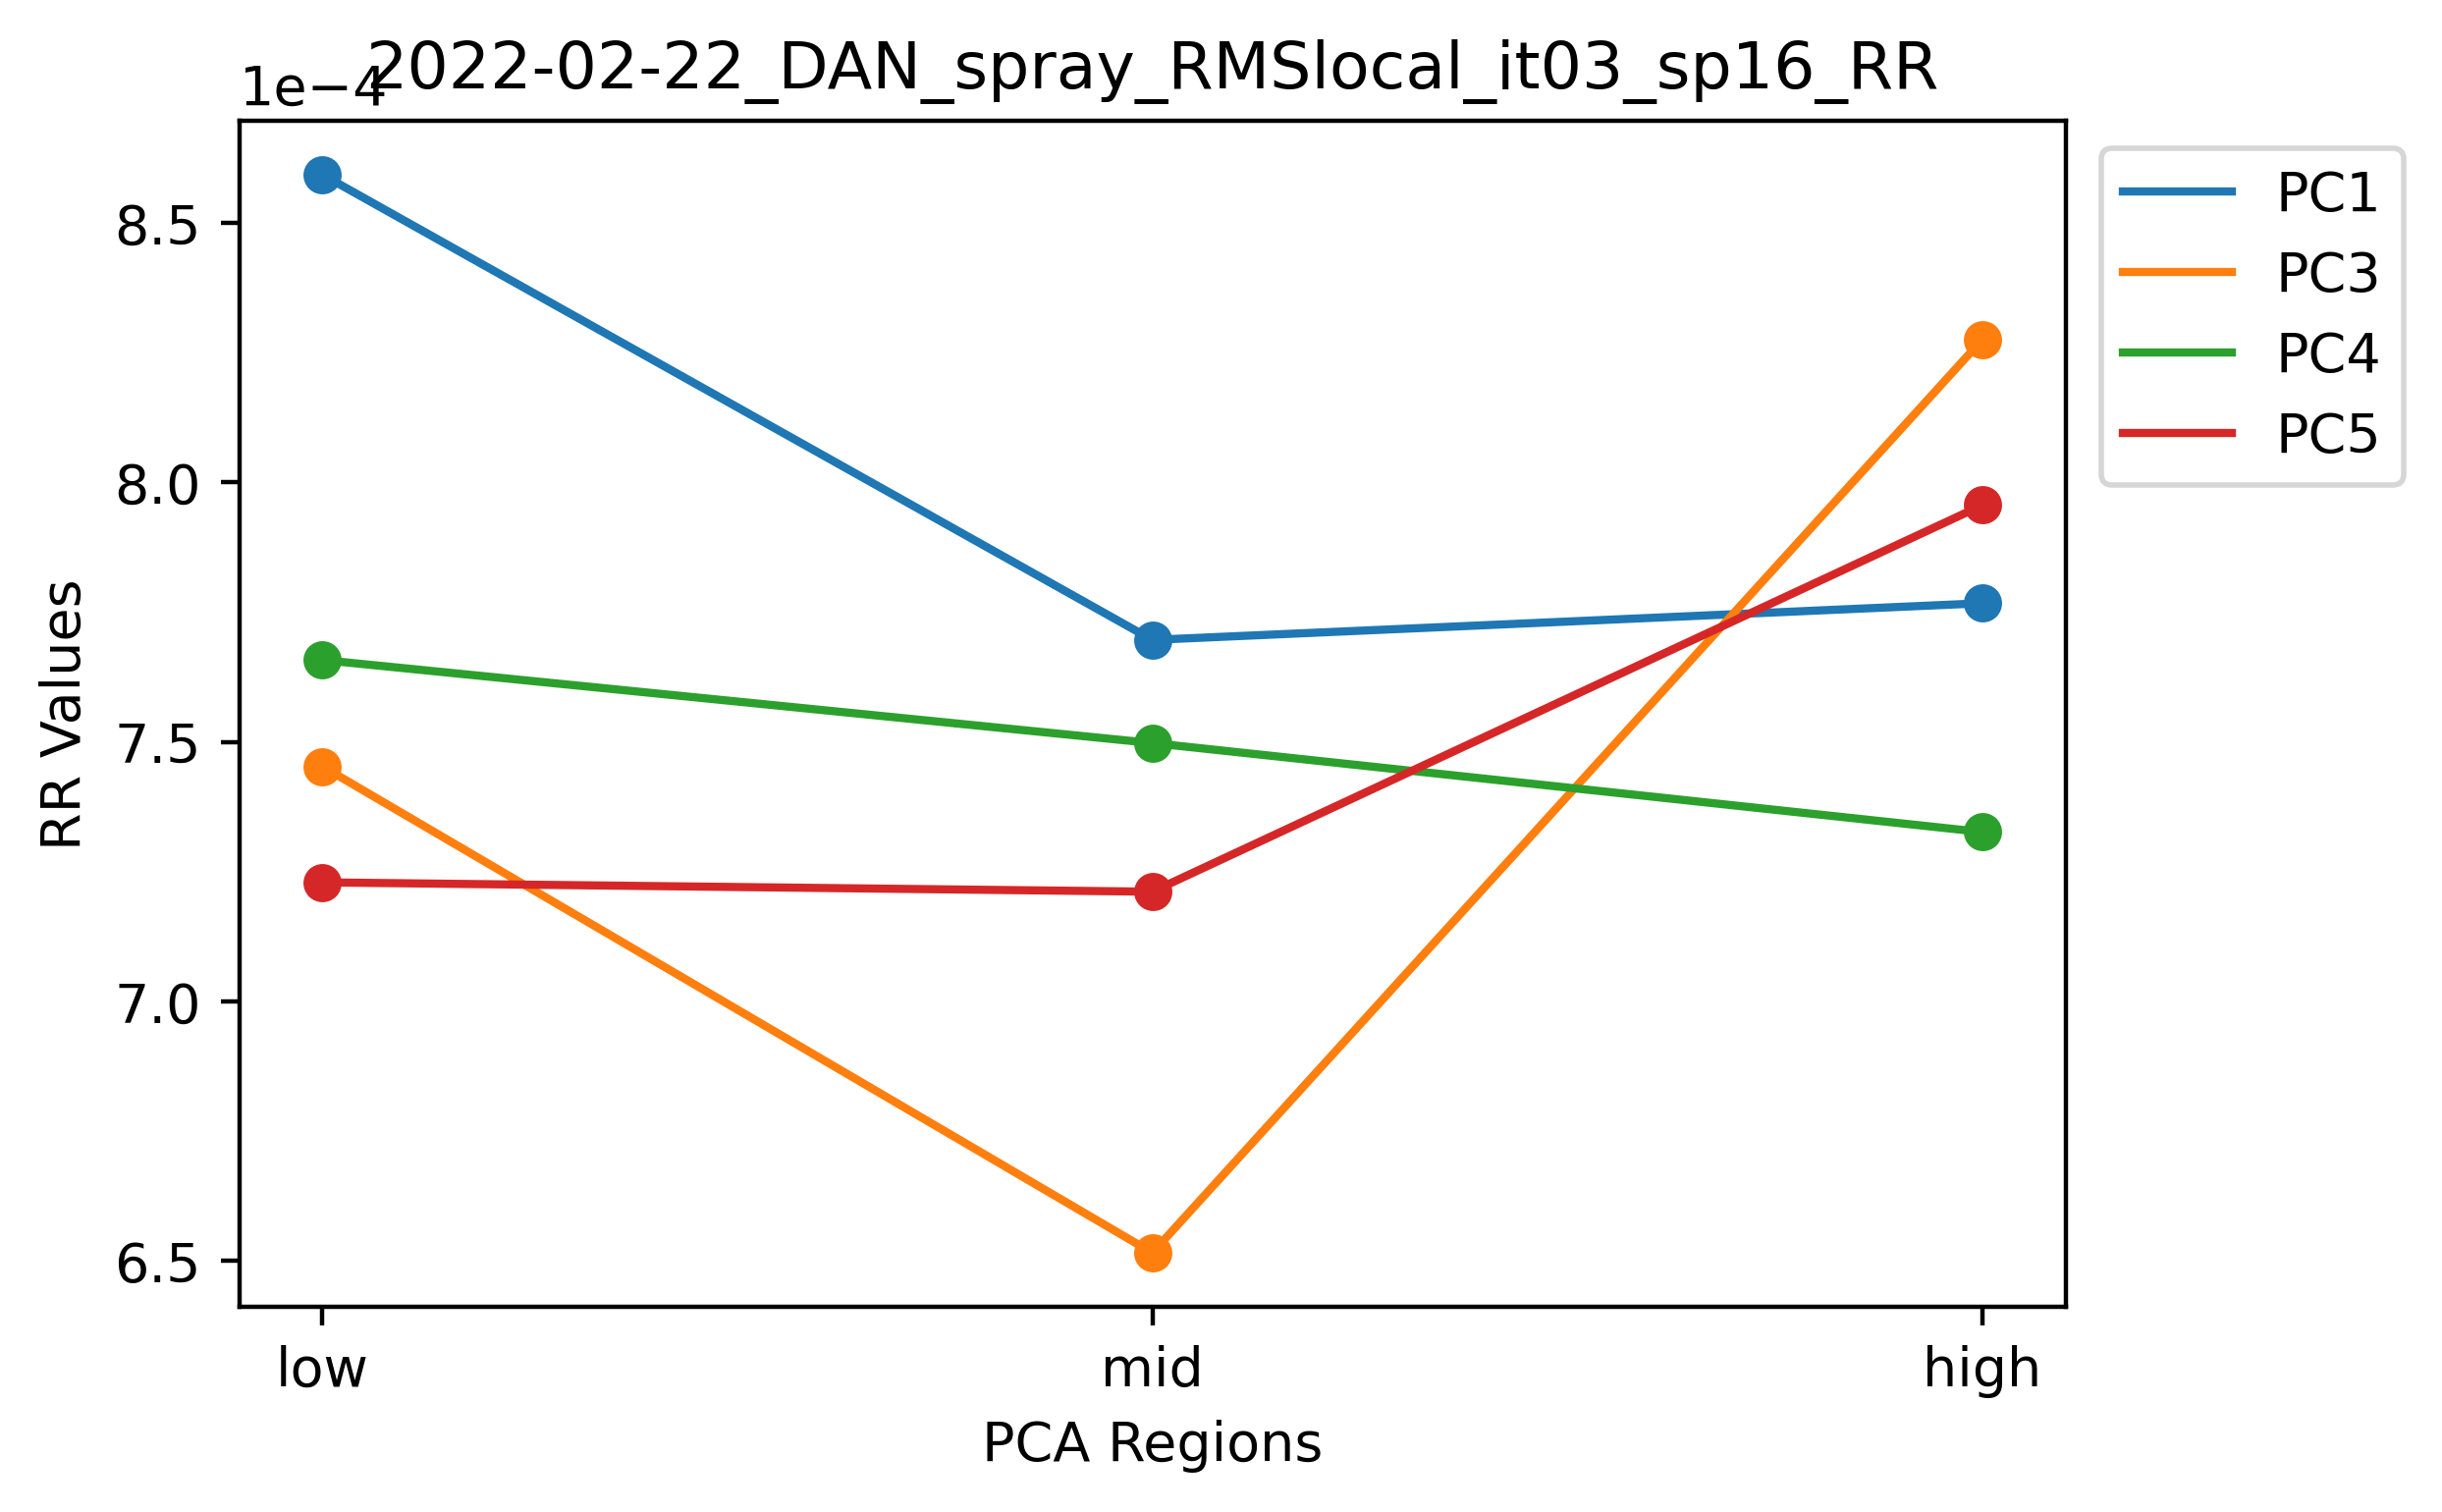 1e−4
2022-02-22_DAN_spray_RMSlocal_it03_sp16_RR
8.5
8.0
7.5
7.0
6.5
RR Values
low
mid
high
PCA Regions
PC1
PC3
PC4
PC5